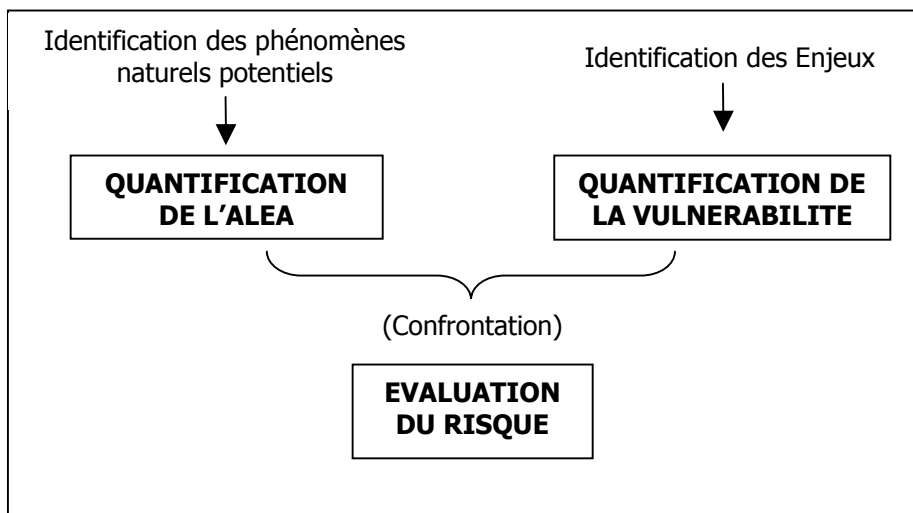 Identification des phénomènes
naturels potentiels
Identification des Enjeux
QUANTIFICATION
DE L'ALEA
QUANTIFICATION DE
LA VULNERABILITE
(Confrontation)
EVALUATION
DU RISQUE